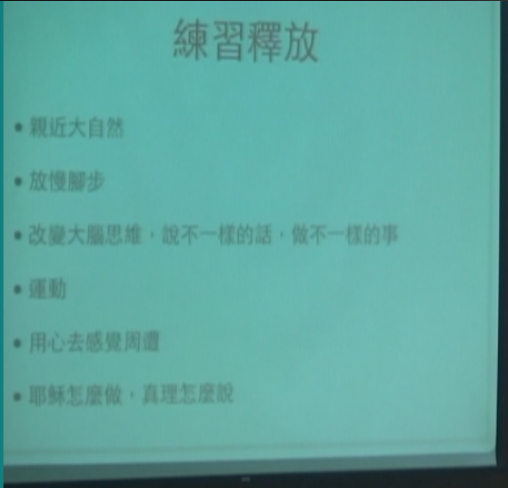 練習釋放
• 親近大自然
• 放慢腳步
• 改變大腦思維，說不一樣的話，做不一樣的事
• 運動
• 用心去感覺周遭
• 耶穌怎麼做，真理怎麼說